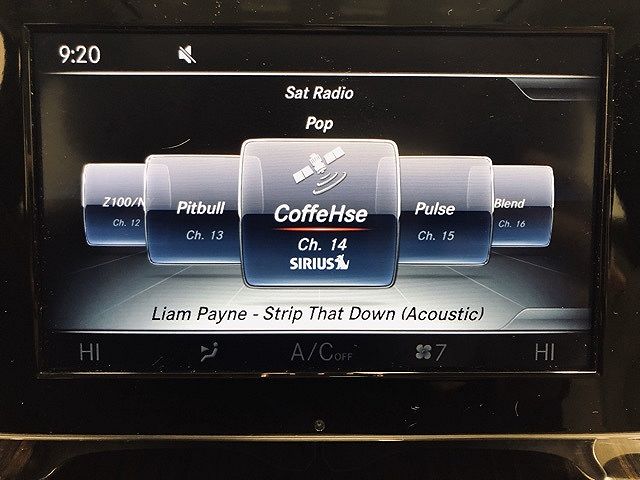 9:20
Sat Radio
Pop
Z100/N
Ch. 12
Pitbull
Ch. 13
CoffeHse
Ch. 14
SIRIUS
Pulse
Ch. 15
Blend
Ch. 16
Liam Payne - Strip That Down (Acoustic)
HI A/C OFF 7 HI